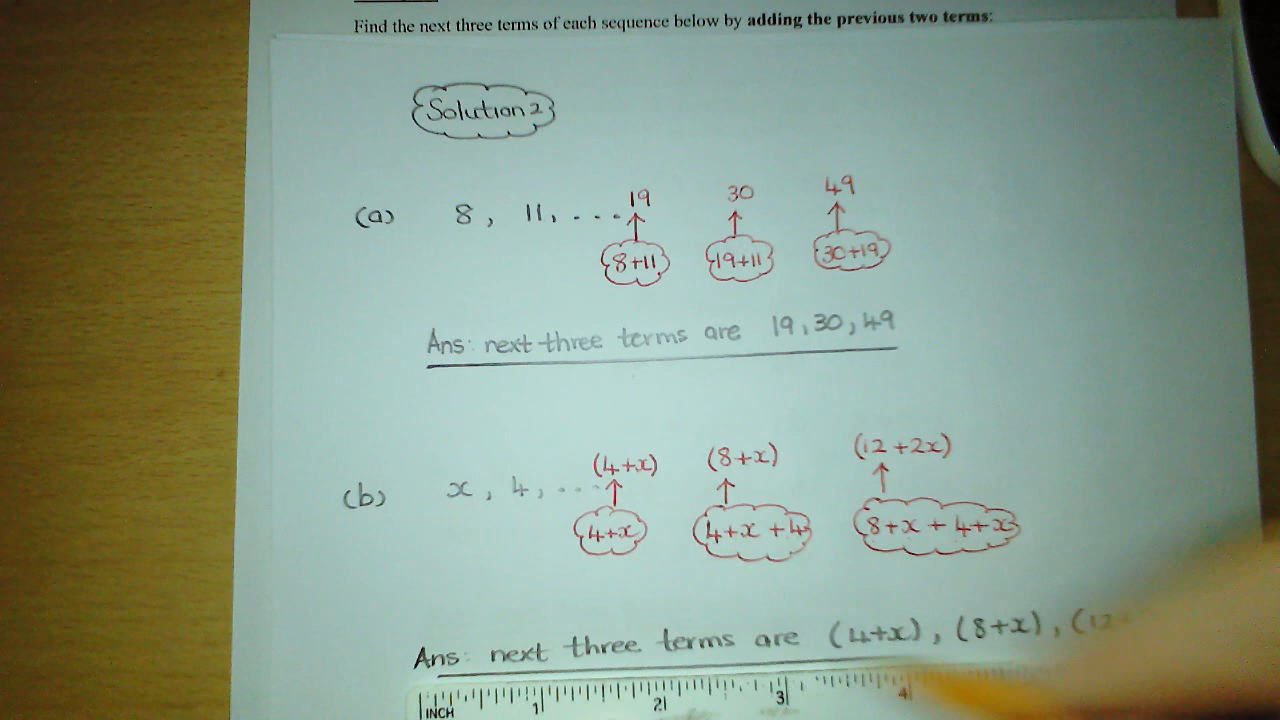 Find the next three terms of each sequence below by adding the previous two terms:
Solution 2
19 30 49
(a) 8, 11, ....
8+11 19+11 30+19
Ans: next three terms are 19, 30, 49
(4+x) (8+x) (12+2x)
(b) x, 4, ....
4+x 4+x+4 8+x+4+x
Ans: next three terms are (4+x), (8+x), (12
INCH 1 2 3 4